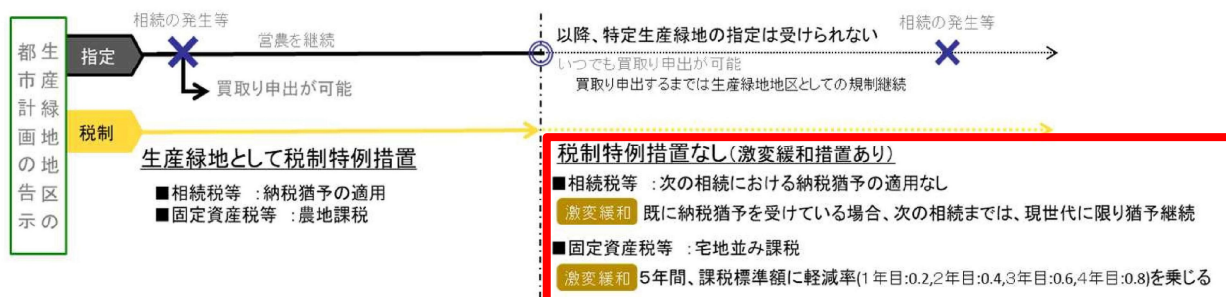 生産緑地地区の
都市計画の告示
指定
相続の発生等
営農を継続
買取り申出が可能
以降、特定生産緑地の指定は受けられない
相続の発生等
いつでも買取り申出が可能
買取り申出するまでは生産緑地地区としての規制継続
税制
生産緑地として税制特例措置
■相続税等 :納税猶予の適用
■固定資産税等 :農地課税
税制特例措置なし(激変緩和措置あり)
■相続税等 :次の相続における納税猶予の適用なし
激変緩和 既に納税猶予を受けている場合、次の相続までは、現世代に限り猶予継続
■固定資産税等 :宅地並み課税
激変緩和 5年間、課税標準額に軽減率(1年目:0.2,2年目:0.4,3年目:0.6,4年目:0.8)を乗じる